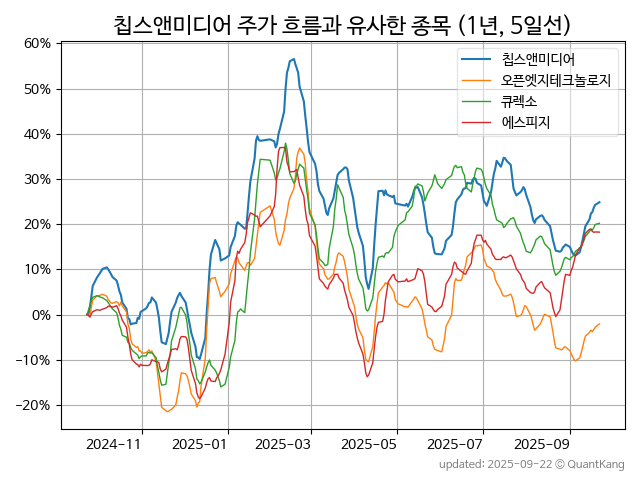 칩스앤미디어 주가 흐름과 유사한 종목 (1년, 5일선)
60%
50%
40%
30%
20%
10%
0%
−10%
−20%
칩스앤미디어
오픈엣지테크놀로지
큐렉소
에스피지
2024-11
2025-01
2025-03
2025-05
2025-07
2025-09
updated: 2025-09-22 © QuantKang